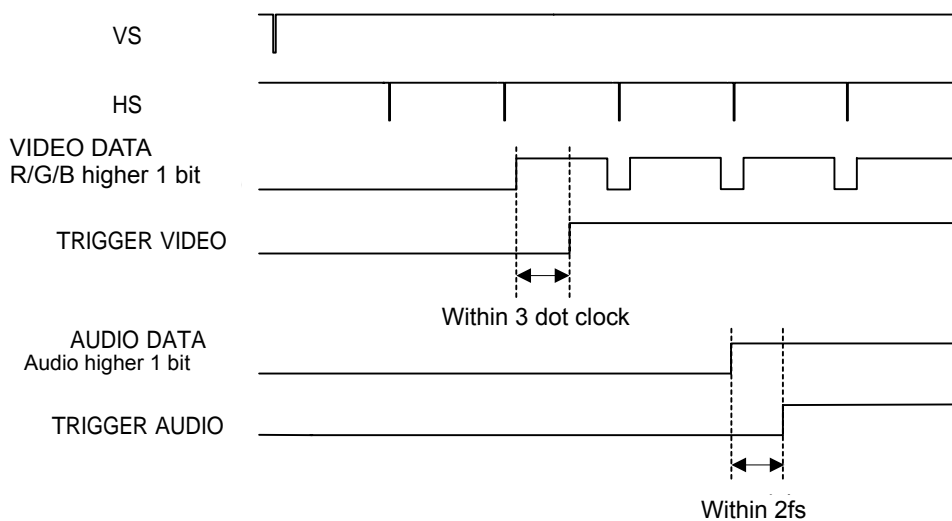 VS
HS
VIDEO DATA
R/G/B higher 1 bit
TRIGGER VIDEO
Within 3 dot clock
AUDIO DATA
Audio higher 1 bit
TRIGGER AUDIO
Within 2fs